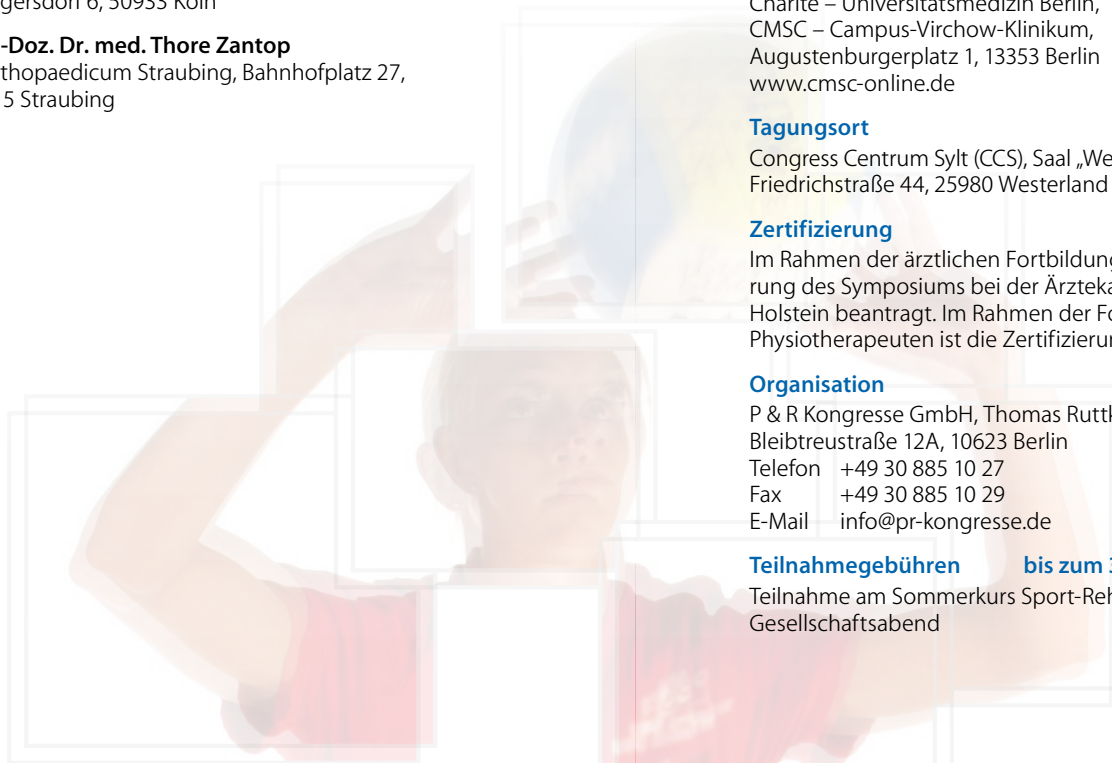 gersdorf 6, 50933 Köln
-Doz. Dr. med. Thore Zantop
thopaedicum Straubing, Bahnhofplatz 27,
5 Straubing
Charité – Universitätsmedizin Berlin,
CMSC – Campus-Virchow-Klinikum,
Augustenburgerplatz 1, 13353 Berlin
www.cmsc-online.de
Tagungsort
Congress Centrum Sylt (CCS), Saal „We
Friedrichstraße 44, 25980 Westerland
Zertifizierung
Im Rahmen der ärztlichen Fortbildung
rung des Symposiums bei der Ärzteka
Holstein beantragt. Im Rahmen der Fo
Physiotherapeuten ist die Zertifizierun
Organisation
P & R Kongresse GmbH, Thomas Ruttk
Bleibtreustraße 12A, 10623 Berlin
Telefon +49 30 885 10 27
Fax +49 30 885 10 29
E-Mail info@pr-kongresse.de
Teilnahmegebühren bis zum 3
Teilnahme am Sommerkurs Sport-Reh
Gesellschaftsabend